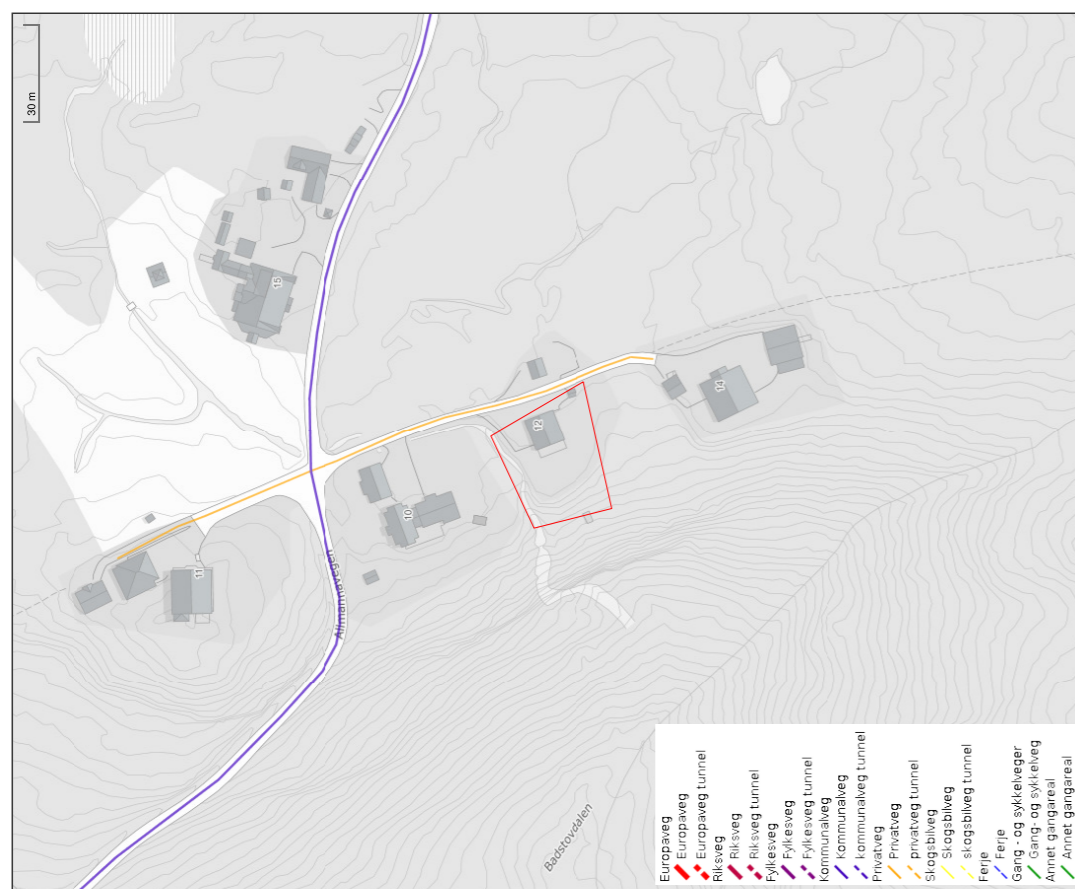 30 m
15
12
14
10
11
Allmannavegen
Badstovdalen
Europaveg
Europaveg
Europaveg tunnel
Riksveg
Riksveg
Riksveg tunnel
Fylkesveg
Fylkesveg
Fylkesveg tunnel
Kommunalveg
Kommunalveg
kommunalveg tunnel
Privatveg
Privatveg
privatveg tunnel
Skogsbilveg
Skogsbilveg
skogsbilveg tunnel
Ferje
Ferje
Gang - og sykkelveger
Gang- og sykkelveg
Annet gangareal
Annet gangareal